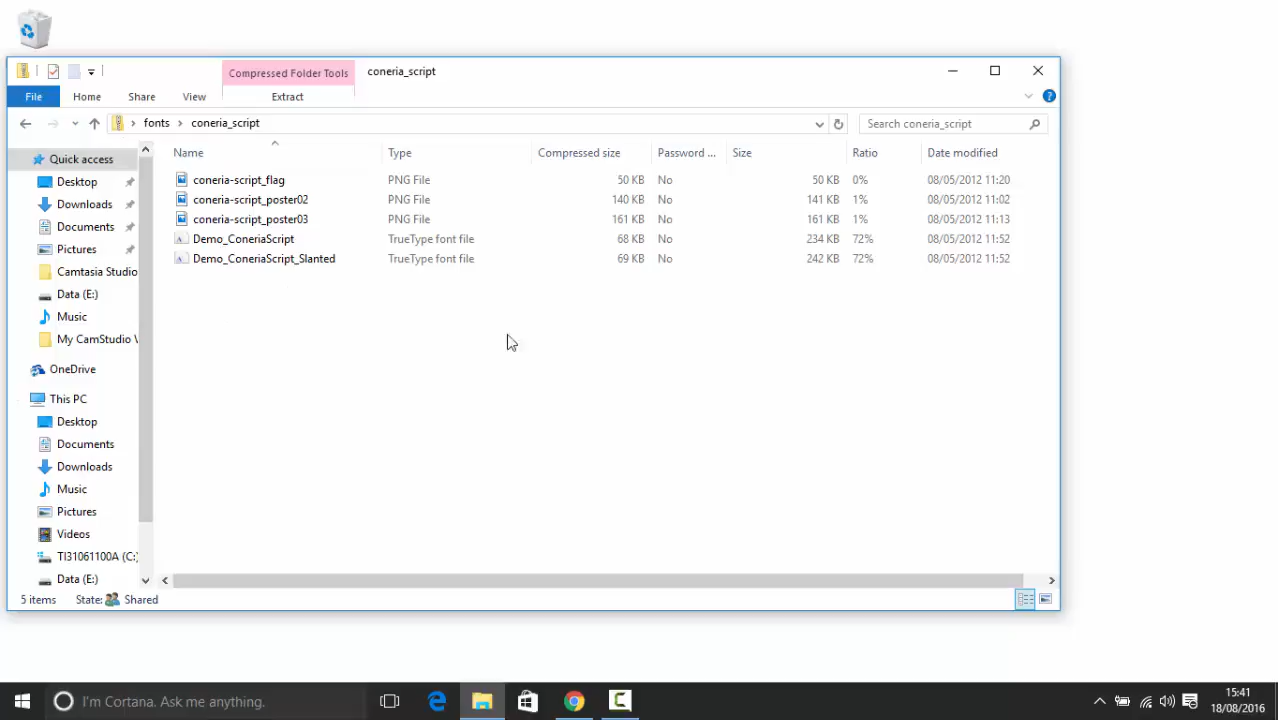 Compressed Folder Tools
coneria_script
File
Home
Share
View
Extract
fonts
coneria_script
Search coneria_script
Name
Type
Compressed size
Password ...
Size
Ratio
Date modified
coneria-script_flag
PNG File
50 KB
No
50 KB
0%
08/05/2012 11:20
coneria-script_poster02
PNG File
140 KB
No
141 KB
1%
08/05/2012 11:02
coneria-script_poster03
PNG File
161 KB
No
161 KB
1%
08/05/2012 11:13
Demo_ConeriaScript
TrueType font file
68 KB
No
234 KB
72%
08/05/2012 11:52
Demo_ConeriaScript_Slanted
TrueType font file
69 KB
No
242 KB
72%
08/05/2012 11:52
Quick access
Desktop
Downloads
Documents
Pictures
Camtasia Studio
Data (E:)
Music
My CamStudio V
OneDrive
This PC
Desktop
Documents
Downloads
Music
Pictures
Videos
TI31061100A (C:)
Data (E:)
5 items
State:
Shared
I'm Cortana. Ask me anything.
15:41
18/08/2016